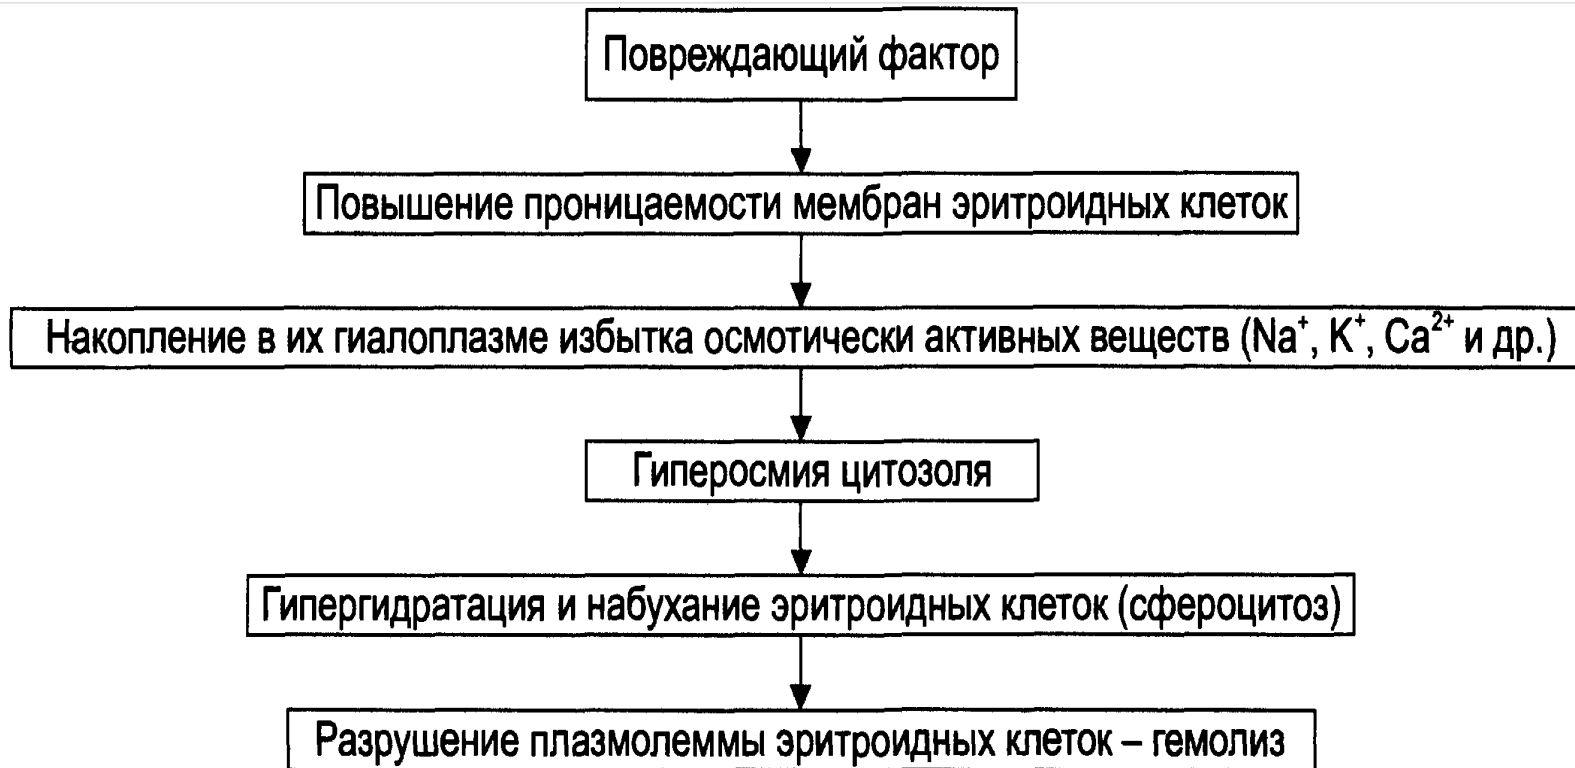 Повреждающий фактор
Повышение проницаемости мембран эритроидных клеток
Накопление в их гиалоплазме избытка осмотически активных веществ (Na⁺, K⁺, Ca²⁺ и др.)
Гиперосмия цитозоля
Гипергидратация и набухание эритроидных клеток (сфероцитоз)
Разрушение плазмолеммы эритроидных клеток – гемолиз